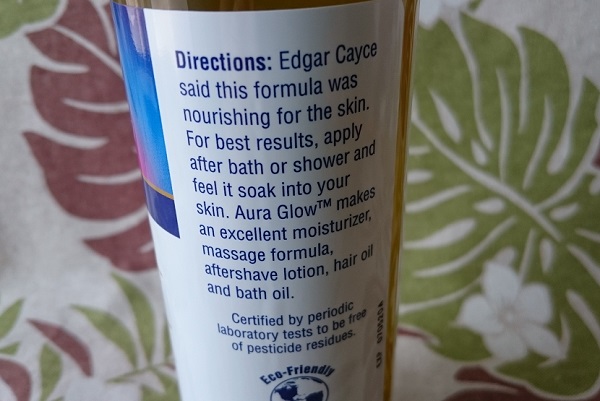 Directions: Edgar Cayce
said this formula was
nourishing for the skin.
For best results, apply
after bath or shower and
feel it soak into your
skin. Aura Glow™ makes
an excellent moisturizer,
massage formula,
aftershave lotion, hair oil
and bath oil.
Certified by periodic
laboratory tests to be free
of pesticide residues.
Eco-Friendly